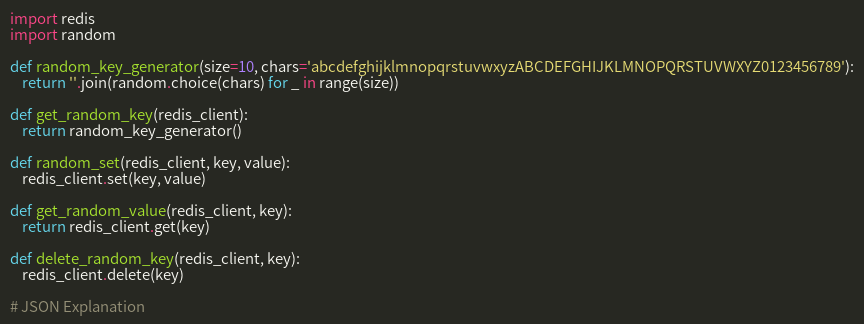 import redis
import random
def random_key_generator(size=10, chars='abcdefghijklmnopqrstuvwxyzABCDEFGHIJKLMNOPQRSTUVWXYZ0123456789'):
return ''.join(random.choice(chars) for _ in range(size))
def get_random_key(redis_client):
return random_key_generator()
def random_set(redis_client, key, value):
redis_client.set(key, value)
def get_random_value(redis_client, key):
return redis_client.get(key)
def delete_random_key(redis_client, key):
redis_client.delete(key)
# JSON Explanation